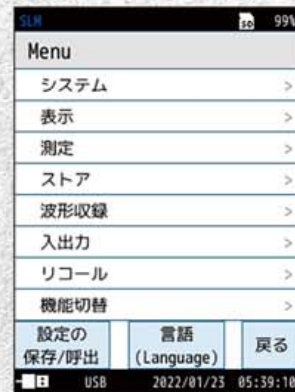 SLM SD 99%
Menu
システム >
表示 >
測定 >
ストア >
波形収録 >
入出力 >
リコール >
機能切替 >
設定の
保存/呼出
言語
(Language)
戻る
USB 2022/01/23 05:39:10